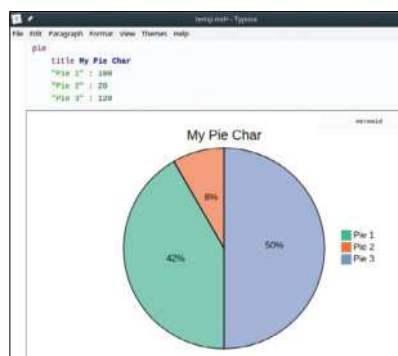 temp.md - Typora
File Edit Paragraph Format View Themes Help
pie
title My Pie Char
"Pie 1" : 100
"Pie 2" : 20
"Pie 3" : 120
mermaid
My Pie Char
8%
50%
42%
Pie 1
Pie 2
Pie 3